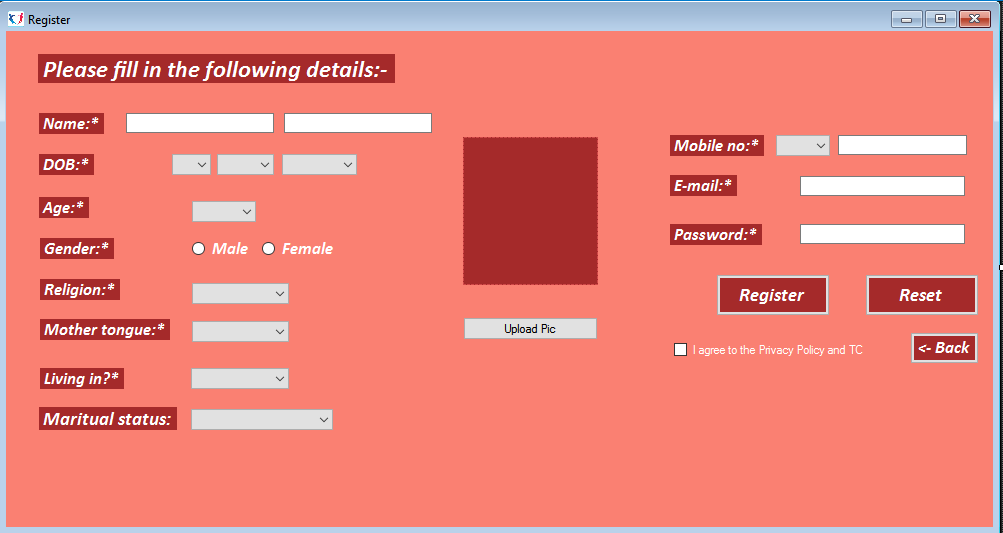 Register
Please fill in the following details:-
Name:*
DOB:*
Age:*
Gender:* Male Female
Religion:*
Mother tongue:*
Living in?*
Maritual status:
Upload Pic
Mobile no:*
E-mail:*
Password:*
Register Reset
I agree to the Privacy Policy and TC
<- Back